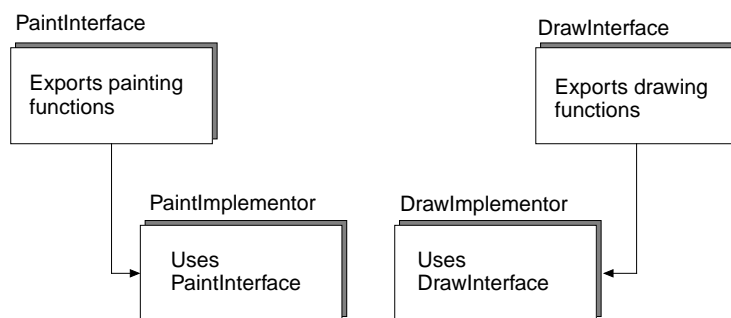 PaintInterface
Exports painting
functions
DrawInterface
Exports drawing
functions
PaintImplementor
Uses
PaintInterface
DrawImplementor
Uses
DrawInterface